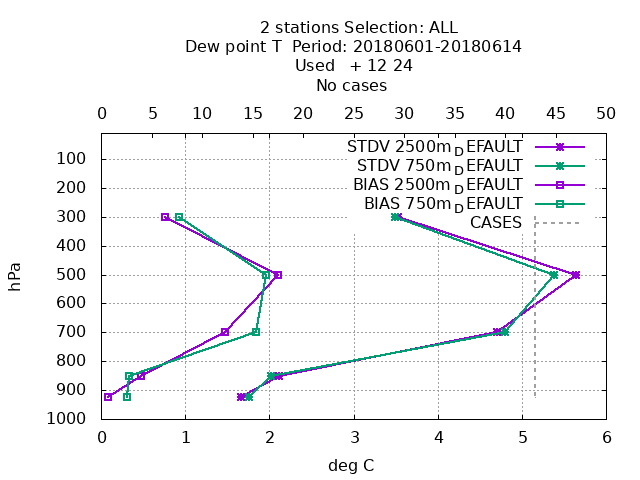 2 stations Selection: ALL
Dew point T  Period: 20180601-20180614
Used   + 12 24
No cases
0 5 10 15 20 25 30 35 40 45 50
STDV 2500m_DEFAULT
STDV 750m_DEFAULT
BIAS 2500m_DEFAULT
BIAS 750m_DEFAULT
CASES
100
200
300
400
500
600
700
800
900
1000
hPa
0 1 2 3 4 5 6
deg C